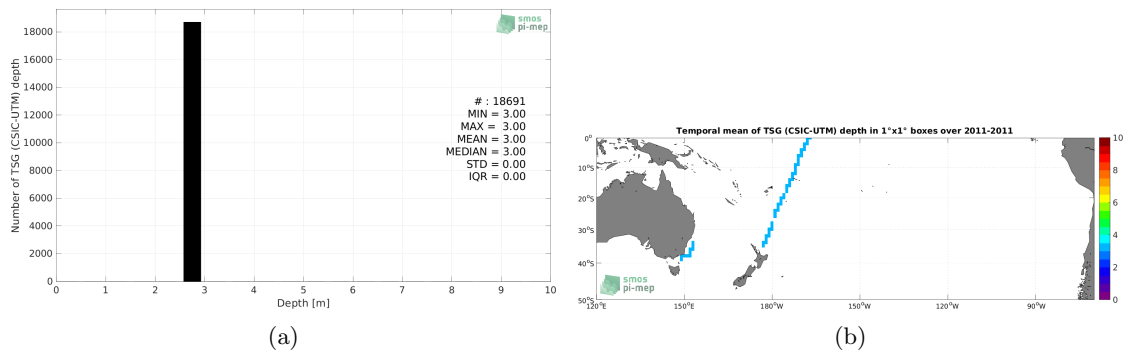 18000
16000
14000
12000
10000
8000
6000
4000
2000
0
Number of TSG (CSIC-UTM) depth
smos
pi-mep
# : 18691
MIN = 3.00
MAX = 3.00
MEAN = 3.00
MEDIAN = 3.00
STD = 0.00
IQR = 0.00
0 1 2 3 4 5 6 7 8 9 10
Depth [m]
(a)
Temporal mean of TSG (CSIC-UTM) depth in 1°x1° boxes over 2011-2011
0°
10°S
20°S
30°S
40°S
50°S
smos
pi-mep
120°E 150°E 180°W 150°W 120°W 90°W
10
8
6
4
2
0
(b)